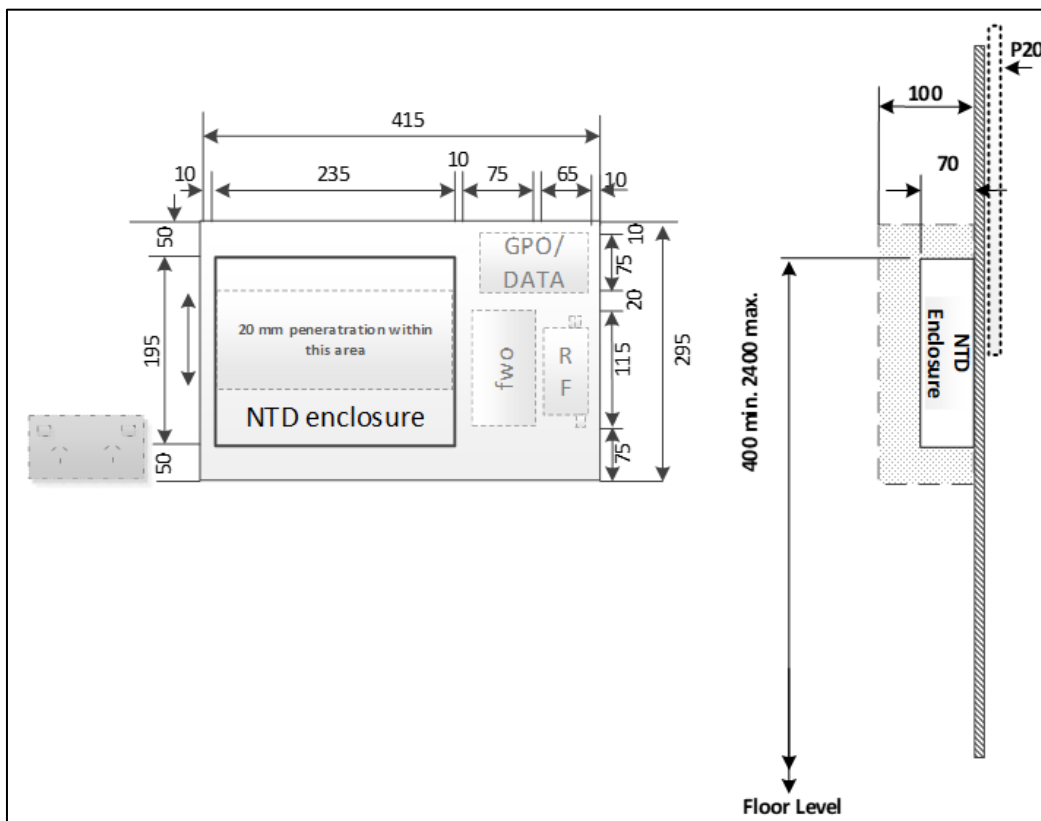 P20
100
415
70
10
235
10
75
65
10
50
10
GPO/
DATA
75
20
20 mm peneratration within
this area
195
fwo
R
F
115
295
NTD enclosure
50
75
NTD
Enclosure
400 min. 2400 max.
Floor Level